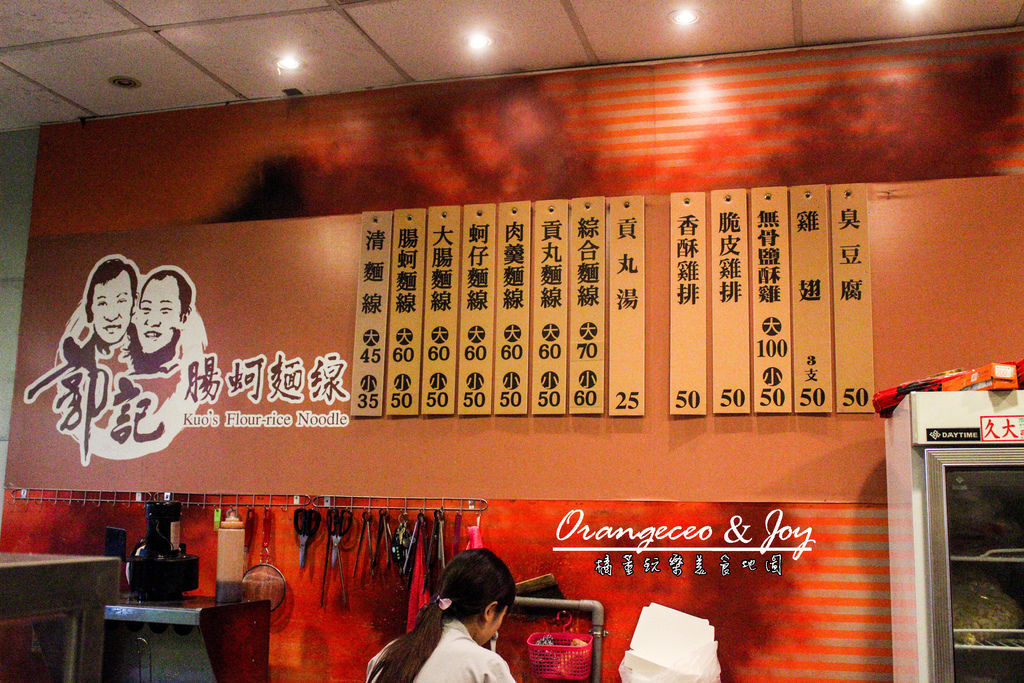 郭記
腸蚵麵線
Kuo's Flour-rice Noodle
清麵線 大 45 小 35
腸蚵麵線 大 60 小 50
大腸麵線 大 60 小 50
蚵仔麵線 大 60 小 50
肉羹麵線 大 60 小 50
貢丸麵線 大 60 小 50
綜合麵線 大 70 小 60
貢丸湯 25
香酥雞排 50
脆皮雞排 50
無骨鹽酥雞 大 100 小 50
雞翅 3支 50
臭豆腐 50
DAYTIME
久大
Orangeceo & Joy
橘童玩樂美食地圖